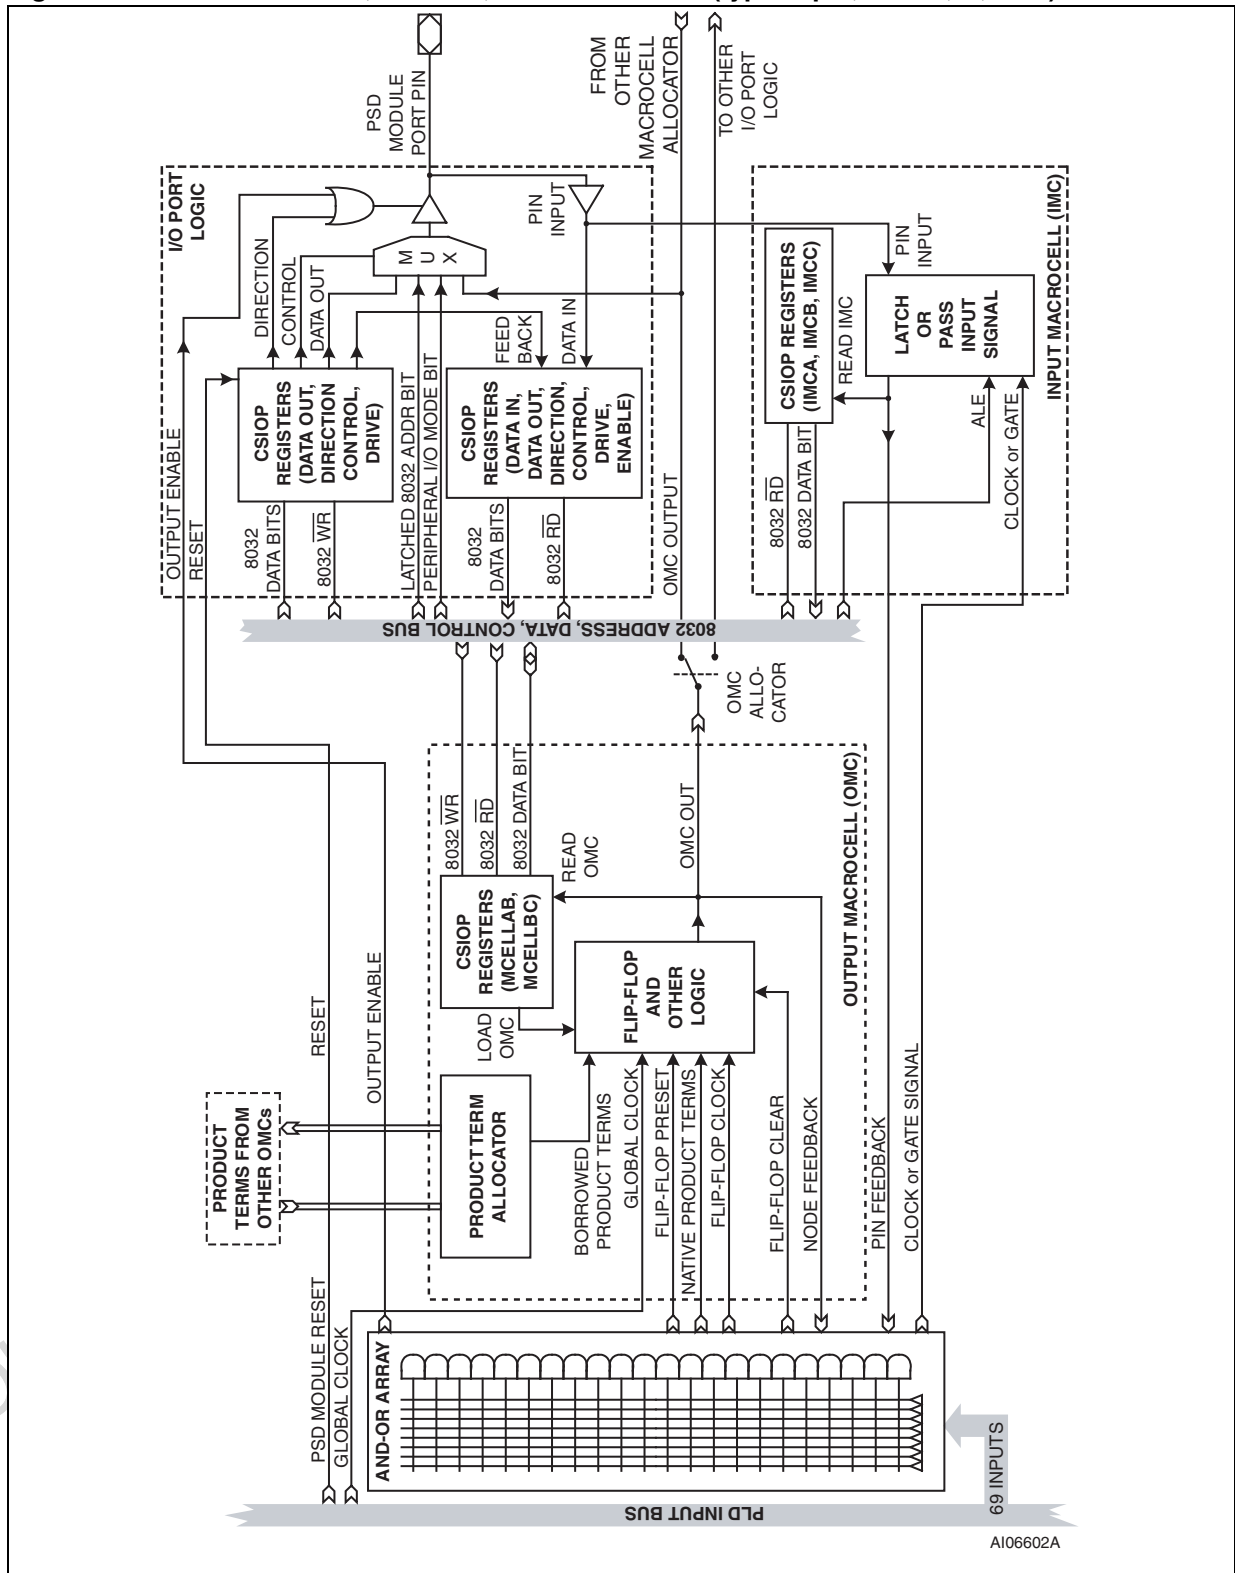 PSD
MODULE
PORT PIN
FROM
OTHER
MACROCELL
ALLOCATOR
TO OTHER
I/O PORT
LOGIC
I/O PORT
LOGIC
PIN
INPUT
M
U
X
DIRECTION
CONTROL
DATA OUT
FEED
BACK
DATA IN
OUTPUT ENABLE
RESET
CSIOP
REGISTERS
(DATA OUT,
DIRECTION
CONTROL,
DRIVE)
CSIOP
REGISTERS
(DATA IN,
DATA OUT,
DIRECTION,
CONTROL,
DRIVE,
ENABLE)
8032
DATA BITS
8032 WR
LATCHED 8032 ADDR BIT
PERIPHERAL I/O MODE BIT
8032
DATA BITS
8032 RD
OMC OUTPUT
INPUT MACROCELL (IMC)
CSIOP REGISTERS
(IMCA, IMCB, IMCC)
READ IMC
PIN
INPUT
LATCH
OR
PASS
INPUT
SIGNAL
ALE
CLOCK or GATE
8032 RD
8032 DATA BIT
8032 ADDRESS, DATA, CONTROL BUS
OMC
ALLO-
CATOR
8032 WR
8032 RD
8032 DATA BIT
OUTPUT MACROCELL (OMC)
CSIOP
REGISTERS
(MCELLAB,
MCELLBC)
READ
OMC
OMC OUT
LOAD
OMC
FLIP-FLOP
AND
OTHER
LOGIC
PRODUCT TERM
ALLOCATOR
PRODUCT
TERMS FROM
OTHER OMCs
RESET
OUTPUT ENABLE
BORROWED
PRODUCT TERMS
GLOBAL CLOCK
FLIP-FLOP PRESET
NATIVE PRODUCT TERMS
FLIP-FLOP CLOCK
FLIP-FLOP CLEAR
NODE FEEDBACK
PIN FEEDBACK
CLOCK or GATE SIGNAL
PSD MODULE RESET
GLOBAL CLOCK
AND-OR ARRAY
PLD INPUT BUS
69 INPUTS
AI06602A